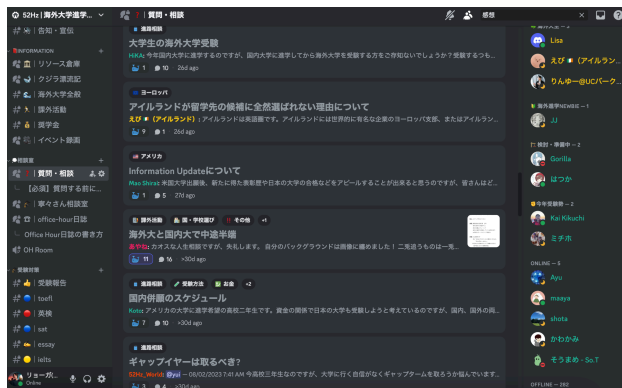 52Hz | 海外大学進学...
告知・宣伝
INFORMATION
リソース倉庫
クジラ漂流記
海外大学全般
課外活動
奨学金
イベント録画
相談室
質問・相談
【必須】質問する前に...
寧々さん相談室
office-hour日誌
Office Hour日誌の書き方
OH Room
受験対策
受験報告
toefl
英検
sat
essay
ielts
リョーガ/...
Online
質問・相談
感想
進路相談
大学生の海外大学受験
HiKA: 今年国内大学に進学するのですが、国内大学に進学してから海外大学を受験する方をご存知ないでしょうか？受験するつも...
1 10 26d ago
ヨーロッパ
アイルランドが留学先の候補に全然選ばれない理由について
えび (アイルランド) : アイルランドは英語圏です。アイルランドには世界的に有名な企業のヨーロッパ支部、またはアイルラン...
9 1 26d ago
アメリカ
Information Updateについて
Mao Shirai: 米国大学出願後、新たに得た表彰歴や日本の大学の合格などをアピールすることが出来ると思うのですが、皆さんはど...
1 5 27d ago
課外活動 国・学校選び その他 +1
海外大と国内大で中途半端
あやな: カオスな人生相談ですが、失礼します。 自分のバックグラウンドは画像に纏めました！ 二兎追うものは一兎...
11 16 >30d ago
進路相談 受験方法 お金 +2
国内併願のスケジュール
Koto: アメリカの大学に進学希望の高校二年生です。資金の関係で日本の大学も受験しようと考えているのですが、国内、国外の両...
7 10 >30d ago
進路相談
ギャップイヤーは取るべき?
52Hz_World: @yui — 06/02/2023 7:41 AM 今高校三年生なのですが、大学に行く自信がなくギャップタームを取ろうか悩んでいます...
3 4 >30d ago
Lisa
えび (アイルラン...
りんゆー@UCバーク...
海外進学NEWBIE — 1
JJ
検討・準備中 — 2
Gorilla
はつか
今年受験勢 — 2
Kai Kikuchi
ミチホ
ONLINE — 5
Ayu
maaya
shota
かわかみ
そうまめ - So.T
OFFLINE — 262